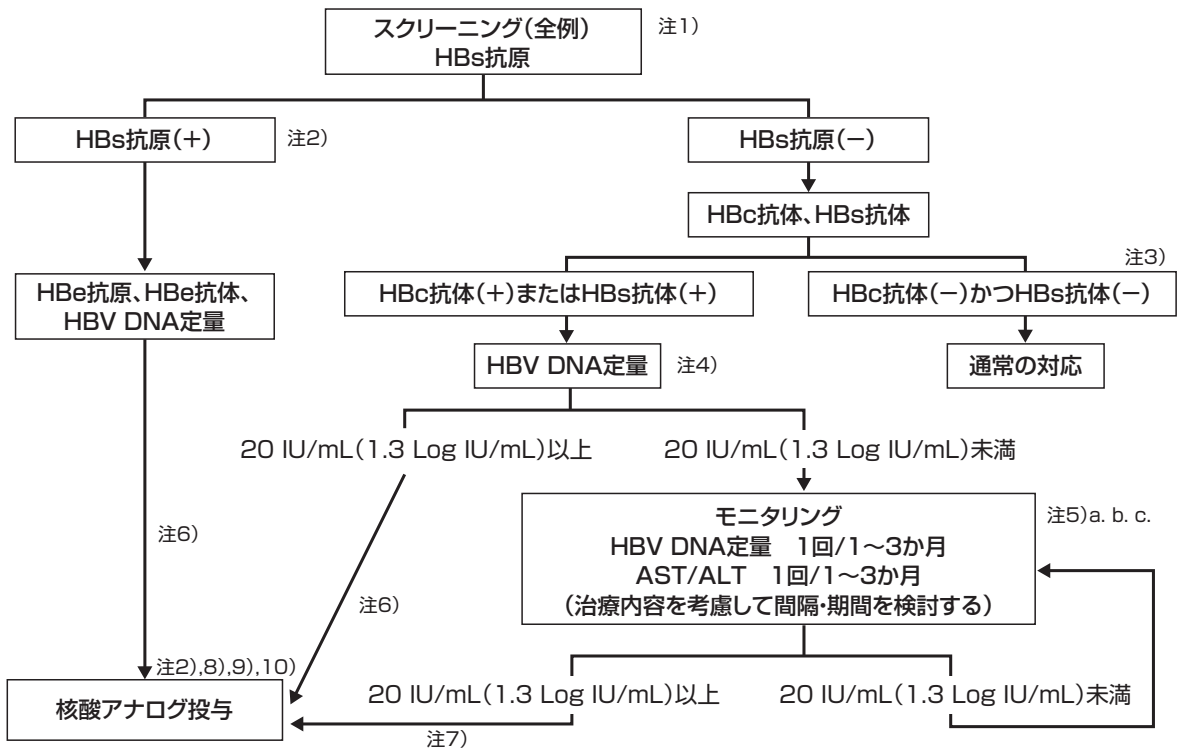 スクリーニング(全例)
HBs抗原
注1)
HBs抗原(+)
注2)
HBs抗原(−)
HBc抗体、HBs抗体
注3)
HBe抗原、HBe抗体、
HBV DNA定量
HBc抗体(+)またはHBs抗体(+)
HBc抗体(−)かつHBs抗体(−)
HBV DNA定量
注4)
通常の対応
20 IU/mL(1.3 Log IU/mL)以上
20 IU/mL(1.3 Log IU/mL)未満
モニタリング
HBV DNA定量 1回/1〜3か月
AST/ALT 1回/1〜3か月
(治療内容を考慮して間隔・期間を検討する)
注5)a. b. c.
注6)
注6)
注2),8),9),10)
核酸アナログ投与
20 IU/mL(1.3 Log IU/mL)以上
20 IU/mL(1.3 Log IU/mL)未満
注7)